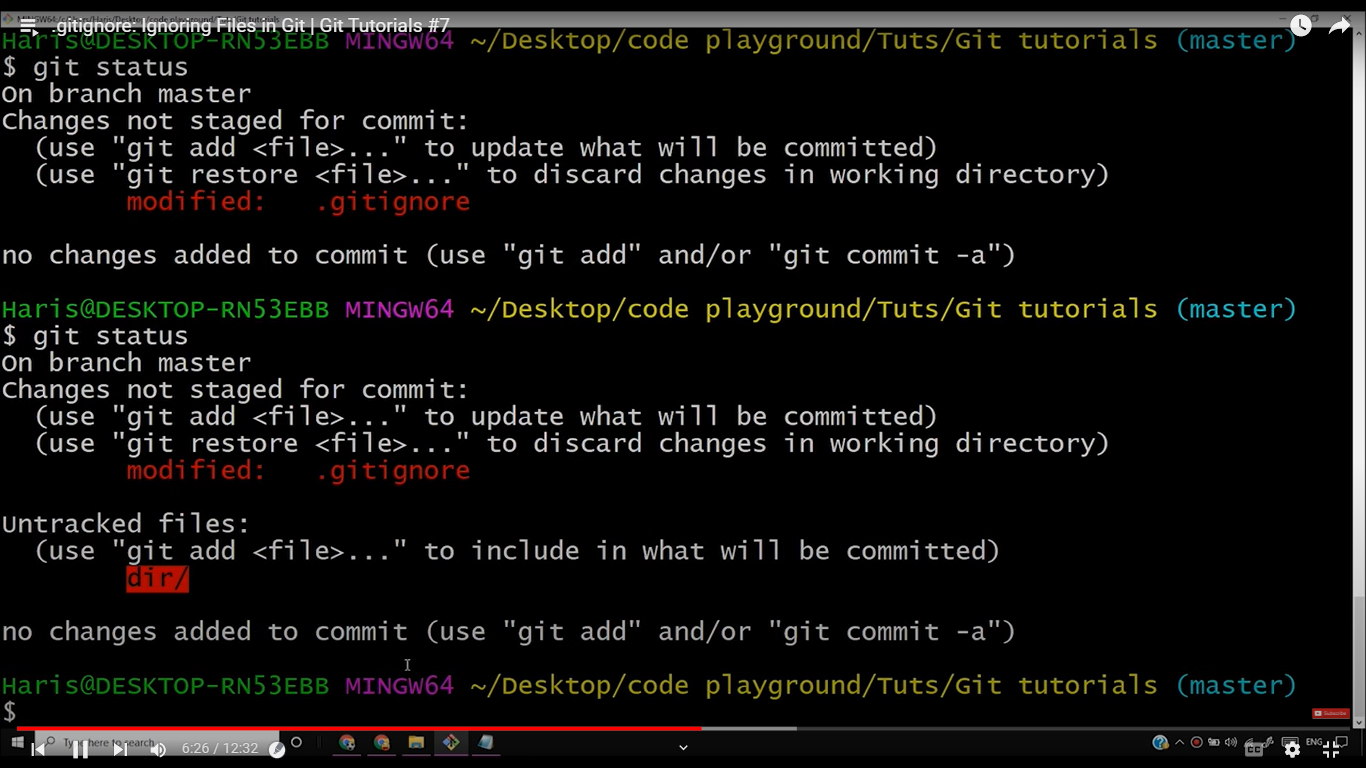 .gitignore: Ignoring Files in Git | Git Tutorials #7
Haris@DESKTOP-RN53EBB MINGW64 ~/Desktop/code playground/Tuts/Git tutorials (master)
$ git status
On branch master
Changes not staged for commit:
  (use "git add <file>..." to update what will be committed)
  (use "git restore <file>..." to discard changes in working directory)
        modified:   .gitignore
no changes added to commit (use "git add" and/or "git commit -a")
Haris@DESKTOP-RN53EBB MINGW64 ~/Desktop/code playground/Tuts/Git tutorials (master)
$ git status
On branch master
Changes not staged for commit:
  (use "git add <file>..." to update what will be committed)
  (use "git restore <file>..." to discard changes in working directory)
        modified:   .gitignore
Untracked files:
  (use "git add <file>..." to include in what will be committed)
        dir/
no changes added to commit (use "git add" and/or "git commit -a")
Haris@DESKTOP-RN53EBB MINGW64 ~/Desktop/code playground/Tuts/Git tutorials (master)
$
Subscribe
Type here to search
6:26 / 12:32
CC
ENG